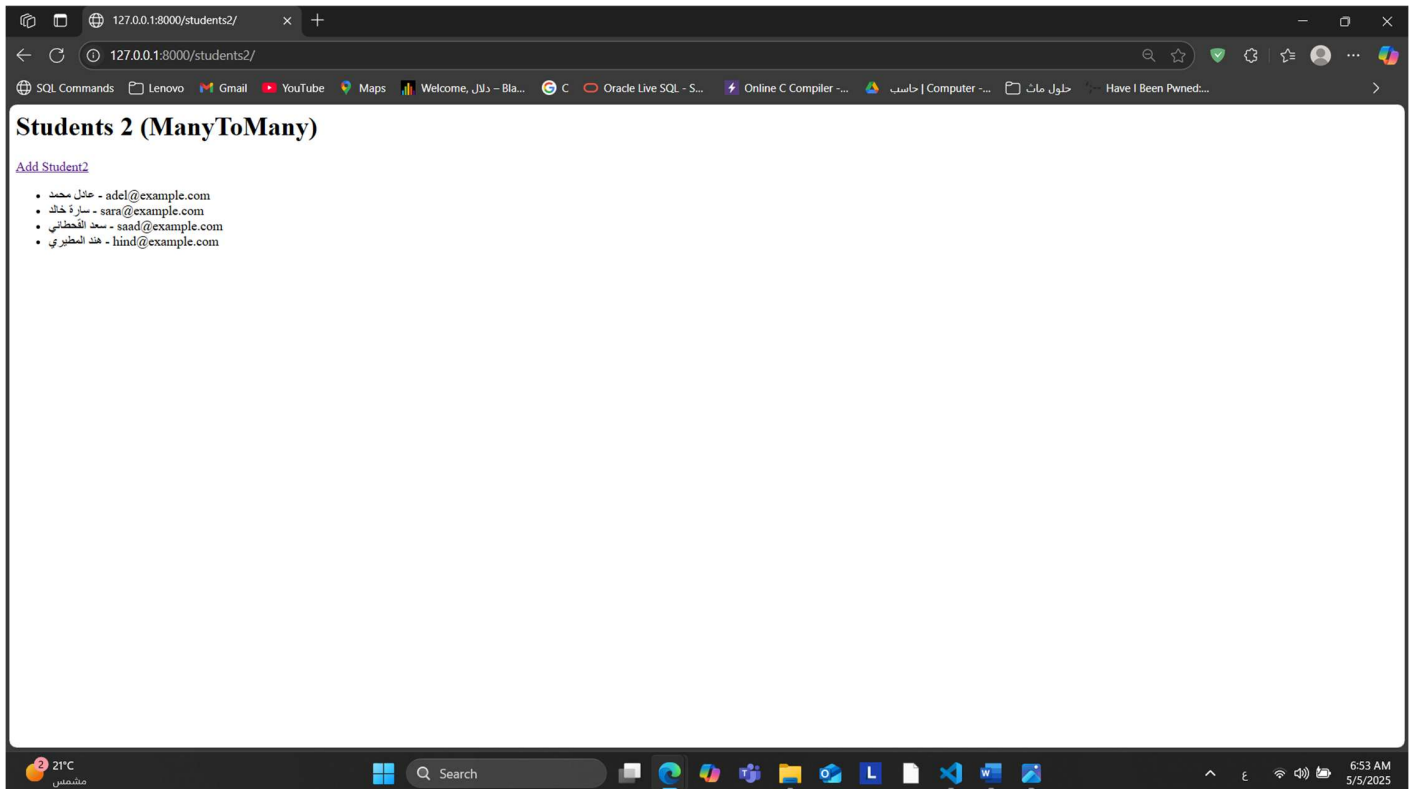 127.0.0.1:8000/students2/
127.0.0.1:8000/students2/
SQL Commands Lenovo Gmail YouTube Maps Welcome, دلال – Bla... C Oracle Live SQL - S... Online C Compiler -... حاسب | Computer -... حلول ماث Have I Been Pwned:...
Students 2 (ManyToMany)
Add Student2
عادل محمد - adel@example.com
سارة خالد - sara@example.com
سعد القحطاني - saad@example.com
هند المطيري - hind@example.com
2 21°C Search ع 6:53 AM
مشمس 5/5/2025